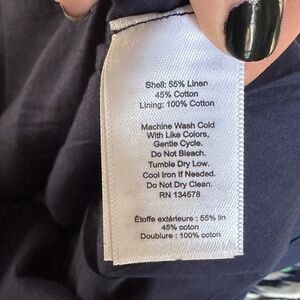 Shell: 55% Linen
45% Cotton
Lining: 100% Cotton
Machine Wash Cold
With Like Colors,
Gentle Cycle.
Do Not Bleach.
Tumble Dry Low.
Cool Iron If Needed.
Do Not Dry Clean.
RN 134578
Étoffe extérieure : 55% lin
45% coton
Doublure : 100% coton